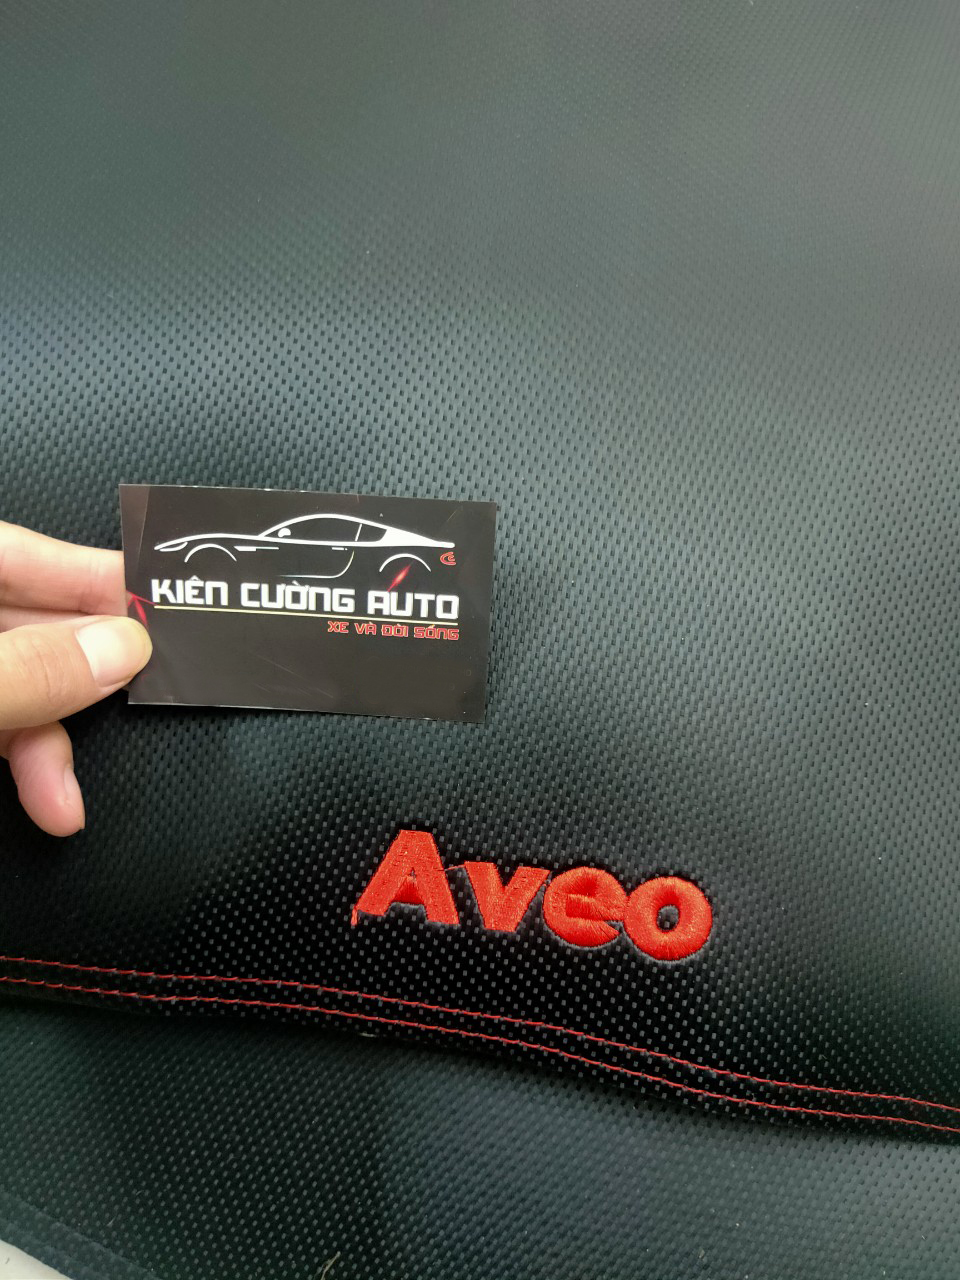 KIÊN CƯỜNG AUTO
XE VÀ ĐỜI SỐNG
Aveo